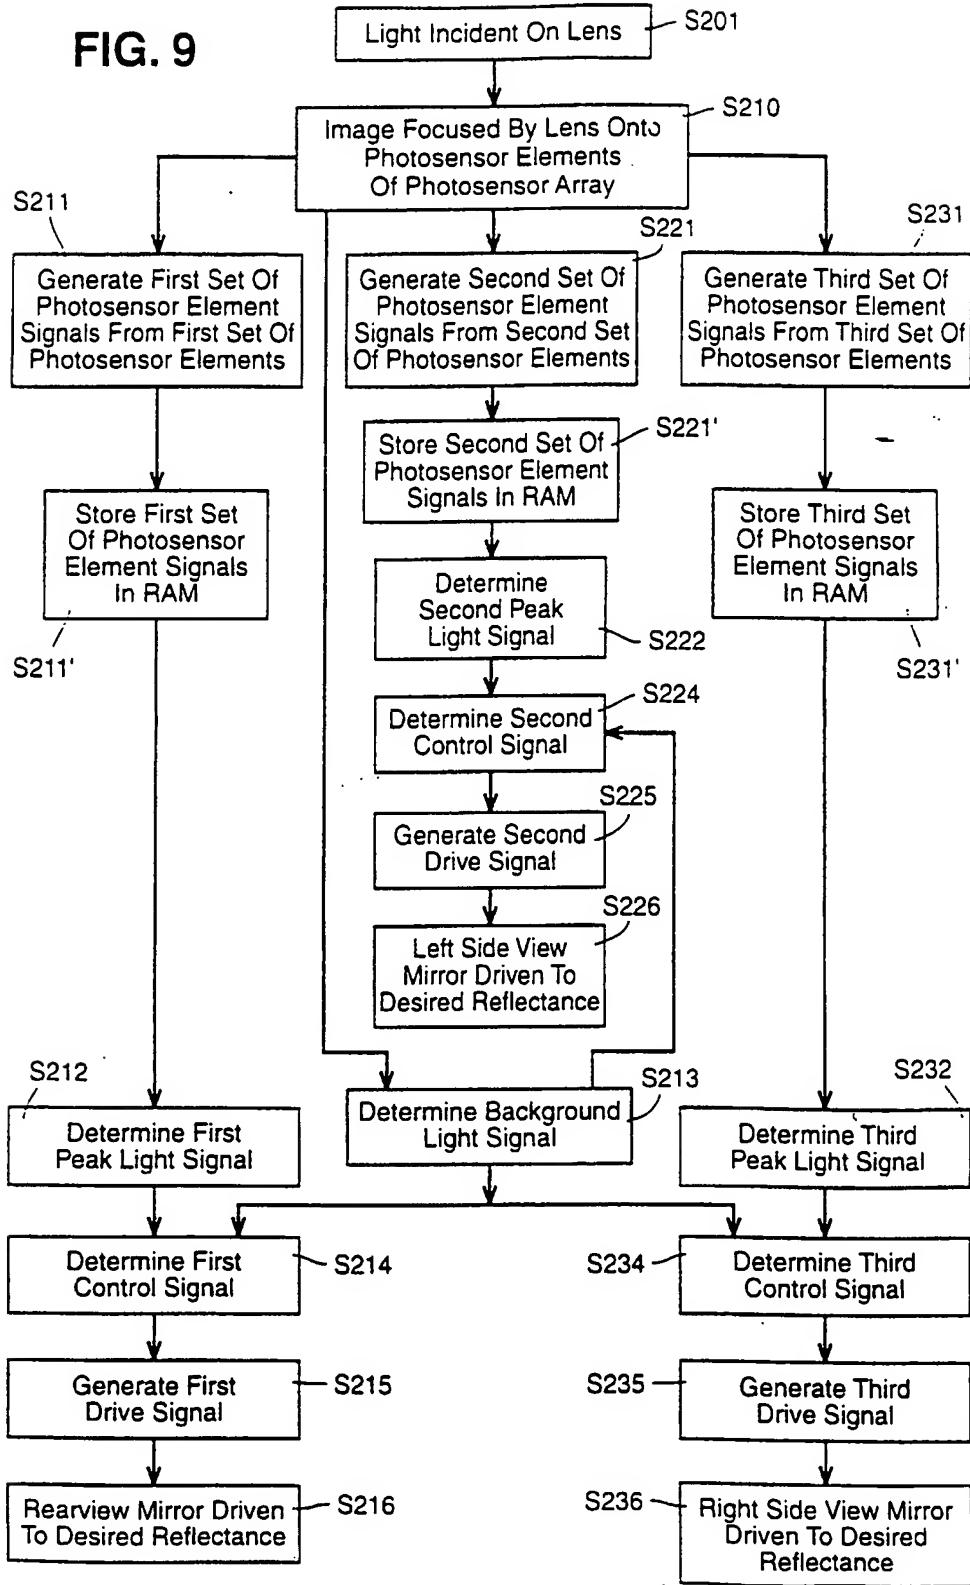 FIG. 9
Light Incident On Lens
S201
Image Focused By Lens Onto
Photosensor Elements
Of Photosensor Array
S210
S211
Generate First Set Of
Photosensor Element
Signals From First Set Of
Photosensor Elements
S221
Generate Second Set Of
Photosensor Element
Signals From Second Set
Of Photosensor Elements
S231
Generate Third Set Of
Photosensor Element
Signals From Third Set Of
Photosensor Elements
Store First Set
Of Photosensor
Element Signals
In RAM
S211'
Store Second Set Of
Photosensor Element
Signals In RAM
S221'
Store Third Set
Of Photosensor
Element Signals
In RAM
S231'
Determine
Second Peak
Light Signal
S222
Determine Second
Control Signal
S224
Generate Second
Drive Signal
S225
Left Side View
Mirror Driven To
Desired Reflectance
S226
S212
Determine First
Peak Light Signal
Determine Background
Light Signal
S213
S232
Determine Third
Peak Light Signal
Determine First
Control Signal
S214
S234
Determine Third
Control Signal
Generate First
Drive Signal
S215
S235
Generate Third
Drive Signal
Rearview Mirror Driven
To Desired Reflectance
S216
S236
Right Side View Mirror
Driven To Desired
Reflectance